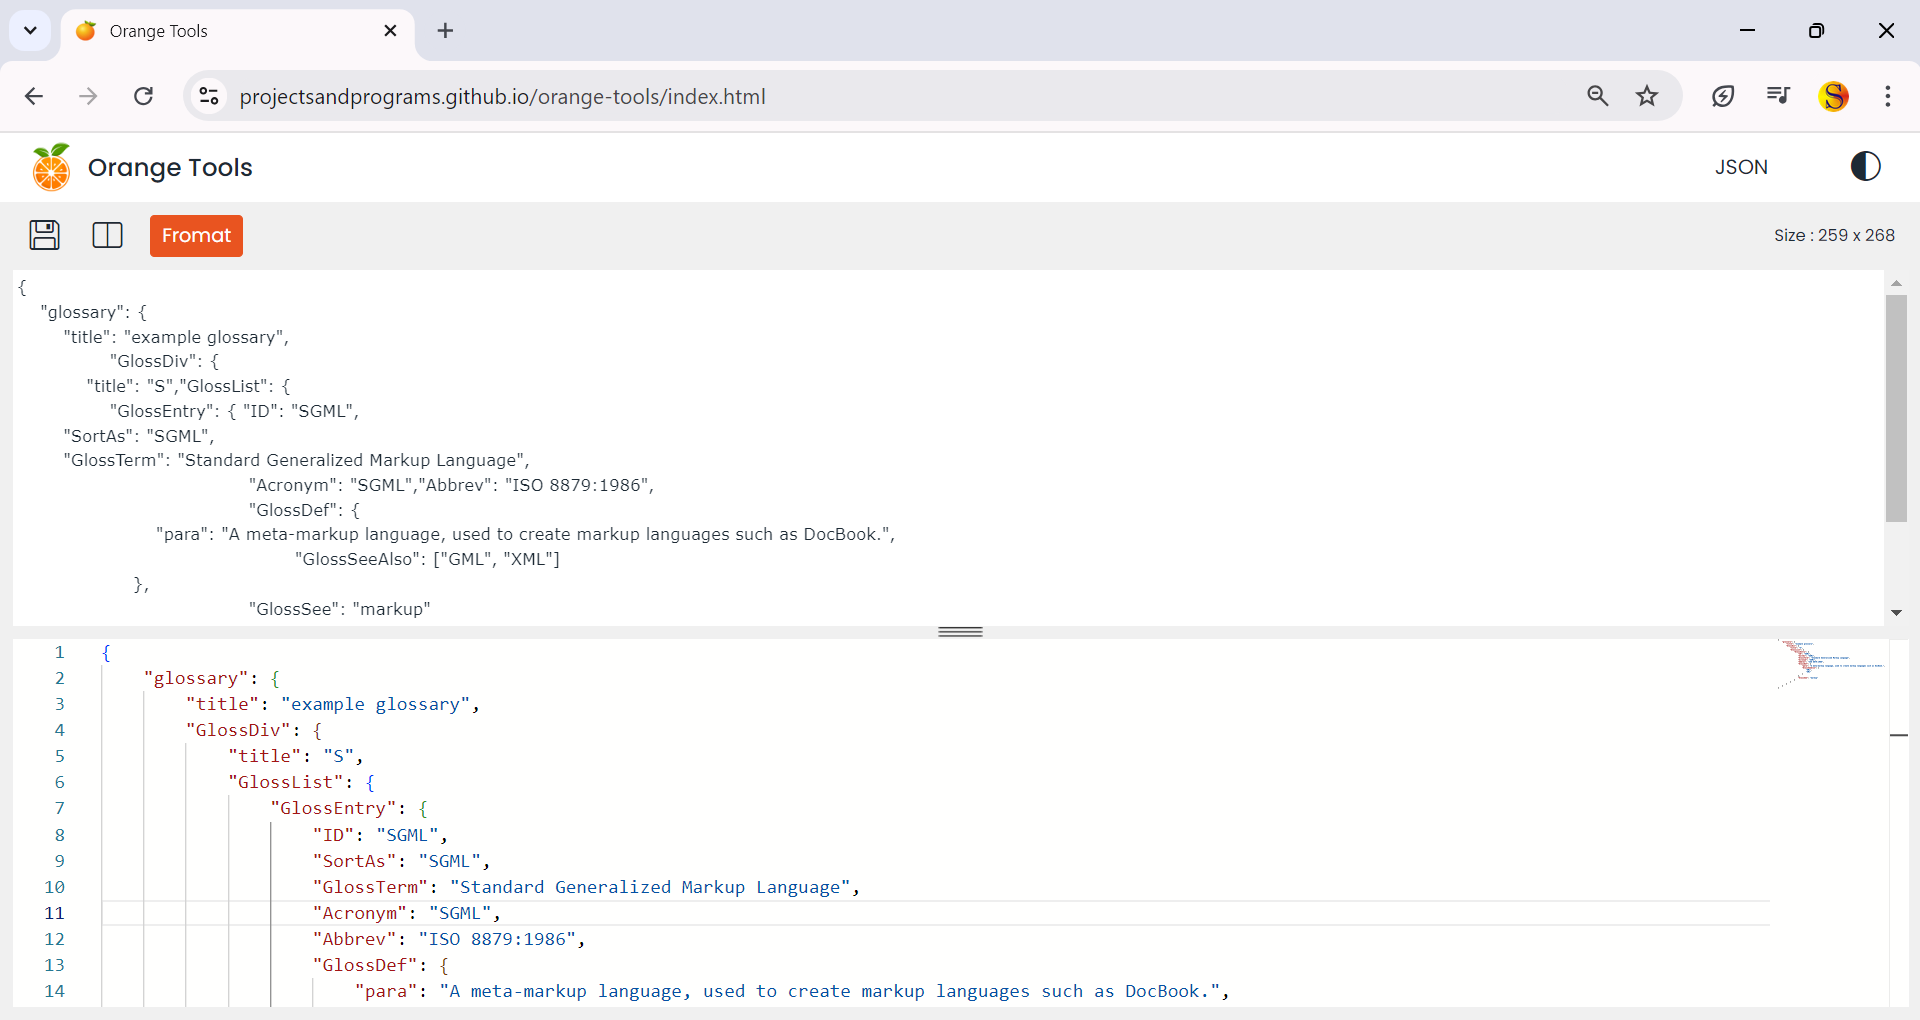 Orange Tools
projectsandprograms.github.io/orange-tools/index.html
S
Orange Tools
JSON
Fromat
Size : 259 x 268
{
"glossary": {
"title": "example glossary",
"GlossDiv": {
"title": "S","GlossList": {
"GlossEntry": { "ID": "SGML",
"SortAs": "SGML",
"GlossTerm": "Standard Generalized Markup Language",
"Acronym": "SGML","Abbrev": "ISO 8879:1986",
"GlossDef": {
"para": "A meta-markup language, used to create markup languages such as DocBook.",
"GlossSeeAlso": ["GML", "XML"]
},
"GlossSee": "markup"
1 {
2 "glossary": {
3 "title": "example glossary",
4 "GlossDiv": {
5 "title": "S",
6 "GlossList": {
7 "GlossEntry": {
8 "ID": "SGML",
9 "SortAs": "SGML",
10 "GlossTerm": "Standard Generalized Markup Language",
11 "Acronym": "SGML",
12 "Abbrev": "ISO 8879:1986",
13 "GlossDef": {
14 "para": "A meta-markup language, used to create markup languages such as DocBook.",